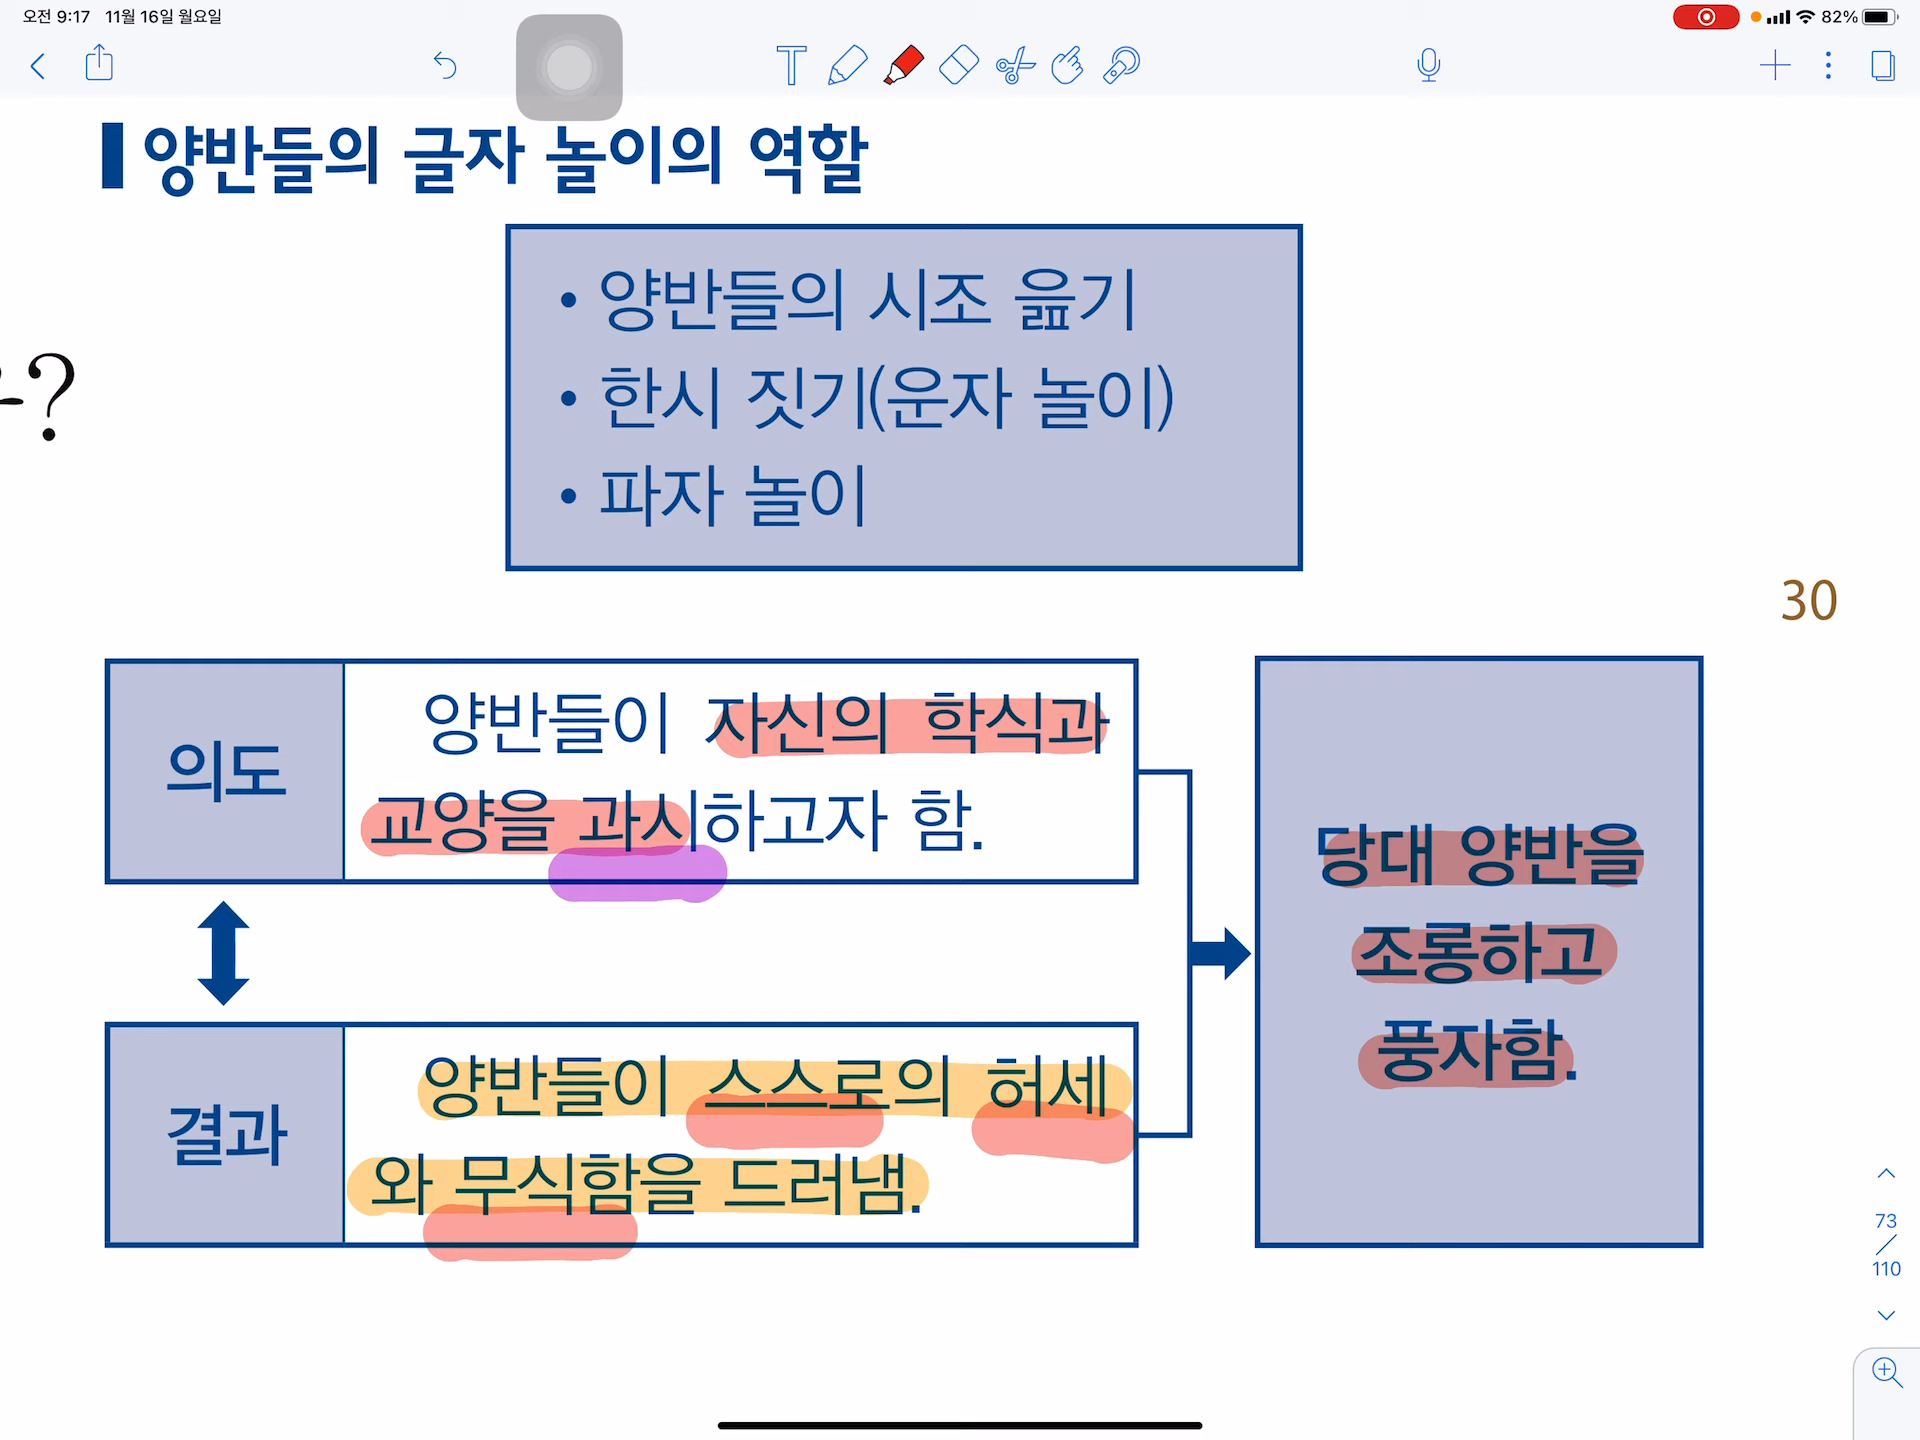 오전 9:17 11월 16일 월요일
82%
양반들의 글자 놀이의 역할
• 양반들의 시조 읊기
• 한시 짓기(운자 놀이)
• 파자 놀이
?
30
의도
양반들이 자신의 학식과
교양을 과시하고자 함.
결과
양반들이 스스로의 허세
와 무식함을 드러냄.
당대 양반을
조롱하고
풍자함.
73
/
110